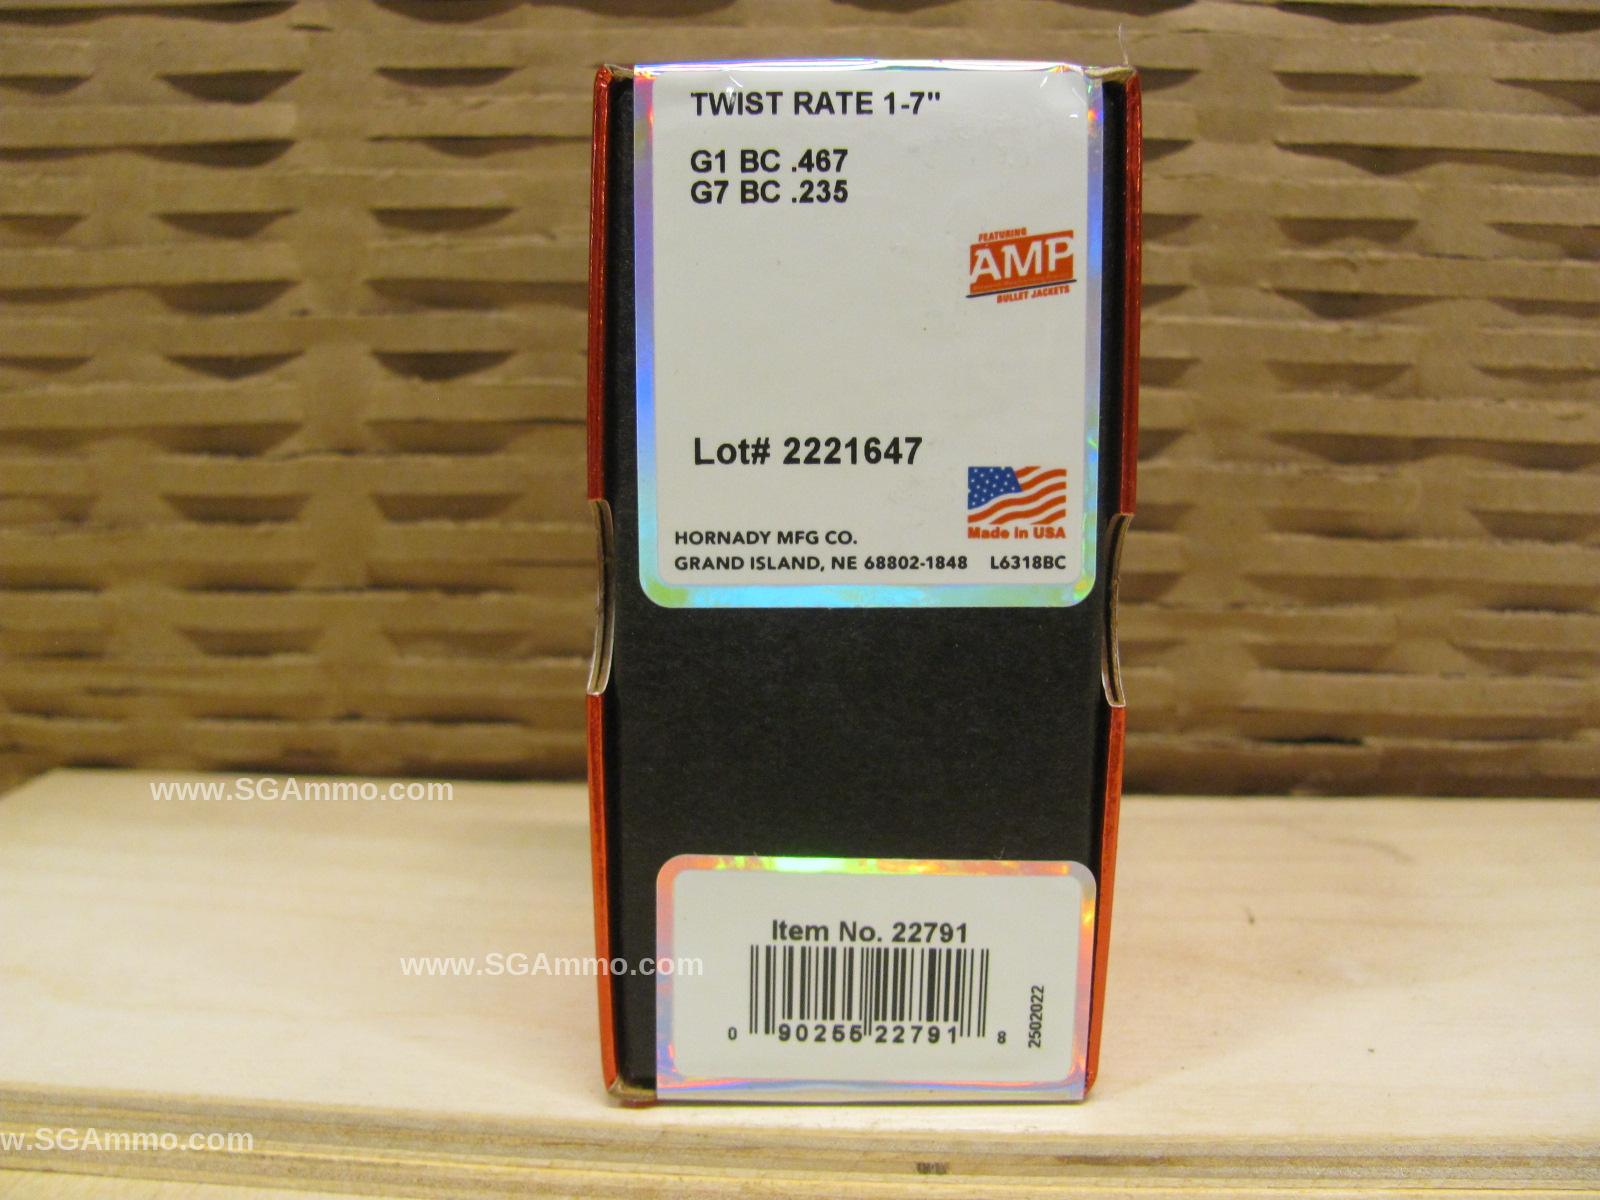 TWIST RATE 1-7"
G1 BC .467
G7 BC .235
FEATURING
AMP
BULLET JACKETS
Lot# 2221647
Made in USA
HORNADY MFG CO.
GRAND ISLAND, NE 68802-1848 L6318BC
www.SGAmmo.com
Item No. 22791
www.SGAmmo.com
0 90255 22791 8
2502022
w.SGAmmo.com